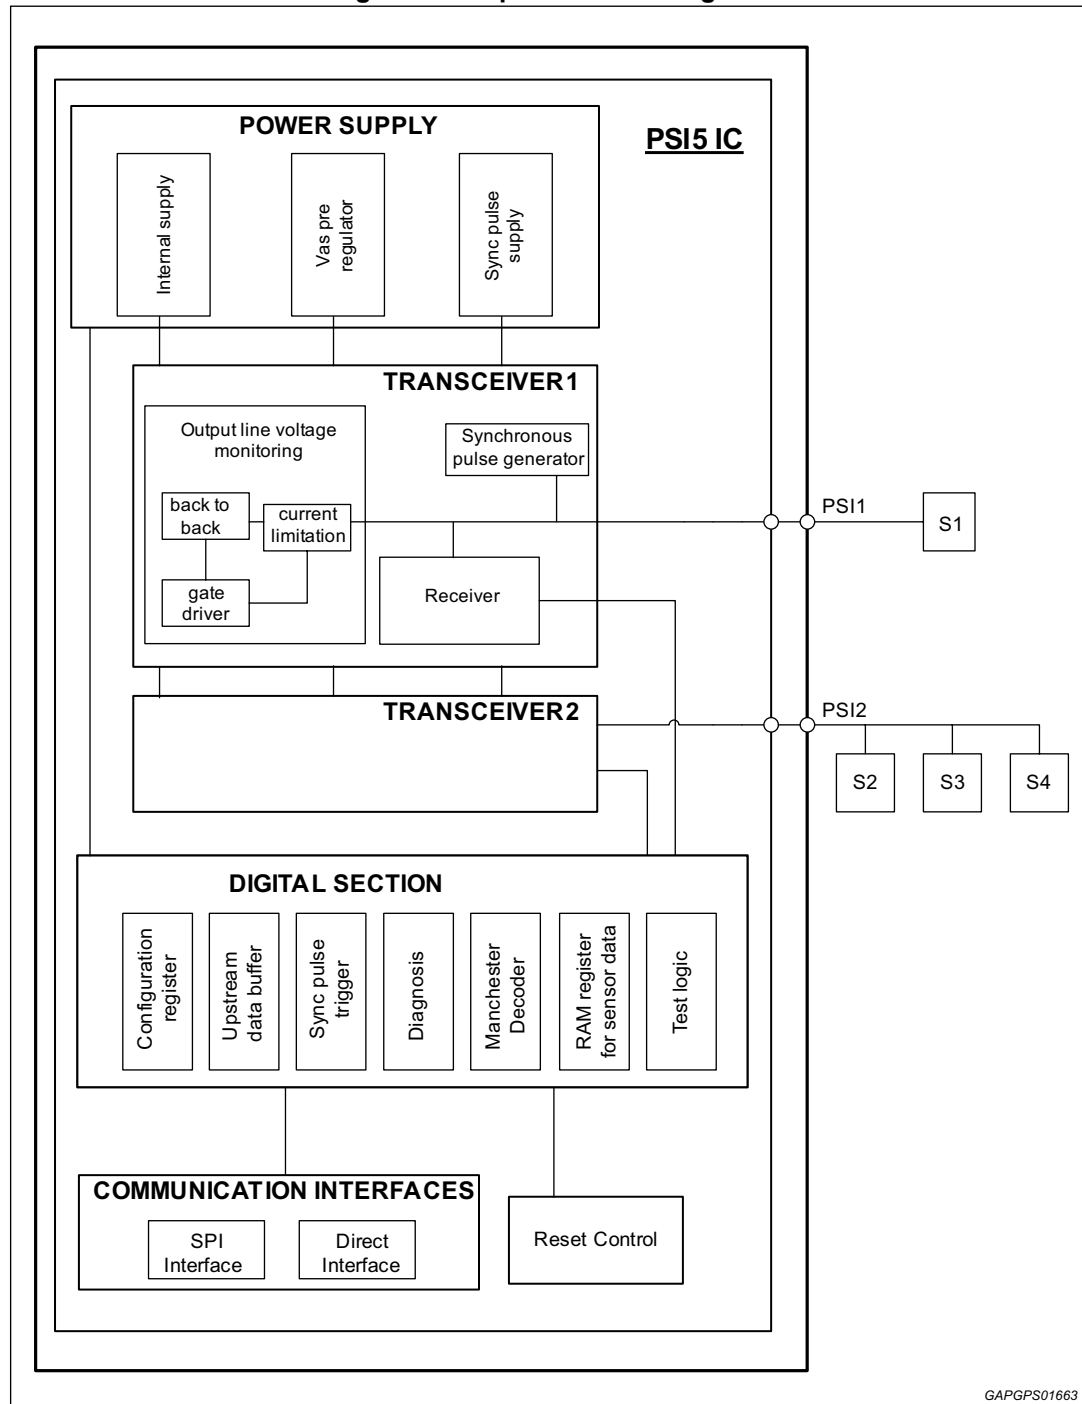 POWER SUPPLY
PSI5 IC
Internal supply
Vas pre
regulator
Sync pulse
supply
TRANSCEIVER1
Output line voltage
monitoring
Synchronous
pulse generator
back to
back
current
limitation
gate
driver
Receiver
PSI1
S1
TRANSCEIVER2
PSI2
S2
S3
S4
DIGITAL SECTION
Configuration
register
Upstream
data buffer
Sync pulse
trigger
Diagnosis
Manchester
Decoder
RAM register
for sensor data
Test logic
COMMUNICATION INTERFACES
SPI
Interface
Direct
Interface
Reset Control
GAPGPS01663